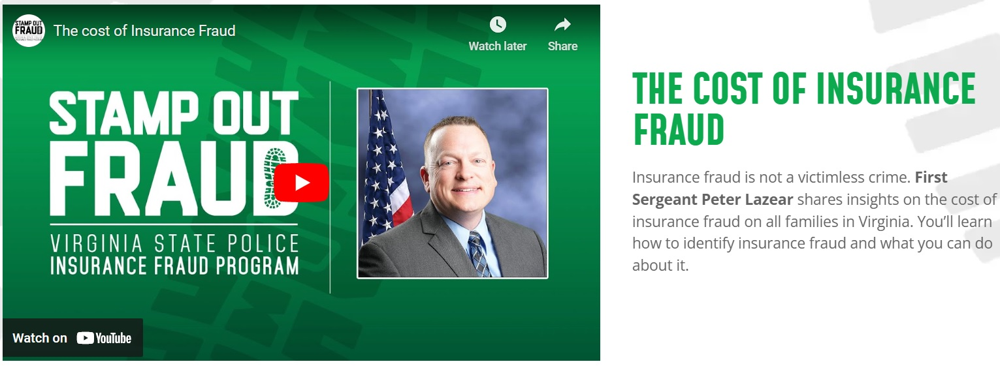 The cost of Insurance Fraud
Watch later
Share
STAMP OUT
FRAUD
STAMP OUT
FRAUD
VIRGINIA STATE POLICE
INSURANCE FRAUD PROGRAM
Watch on YouTube
THE COST OF INSURANCE
FRAUD
Insurance fraud is not a victimless crime. First
Sergeant Peter Lazear shares insights on the cost of
insurance fraud on all families in Virginia. You’ll learn
how to identify insurance fraud and what you can do
about it.